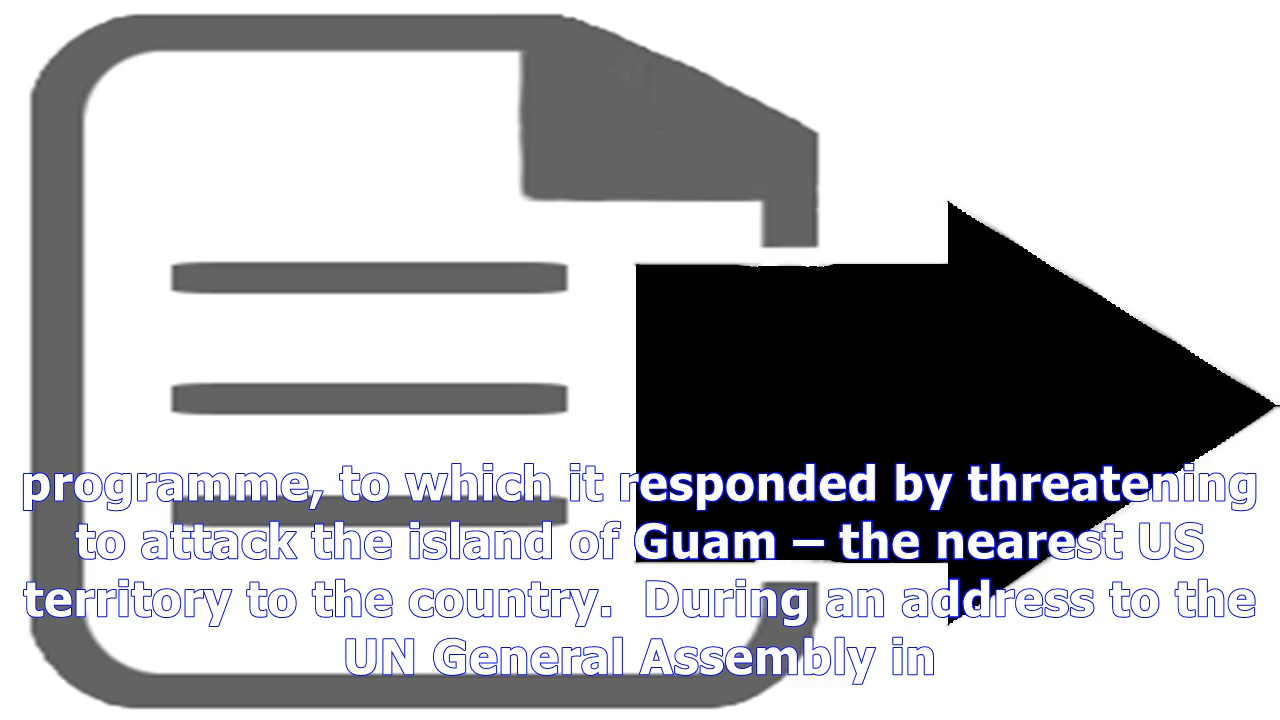 programme, to which it responded by threatening
to attack the island of Guam – the nearest US
territory to the country.  During an address to the
UN General Assembly in